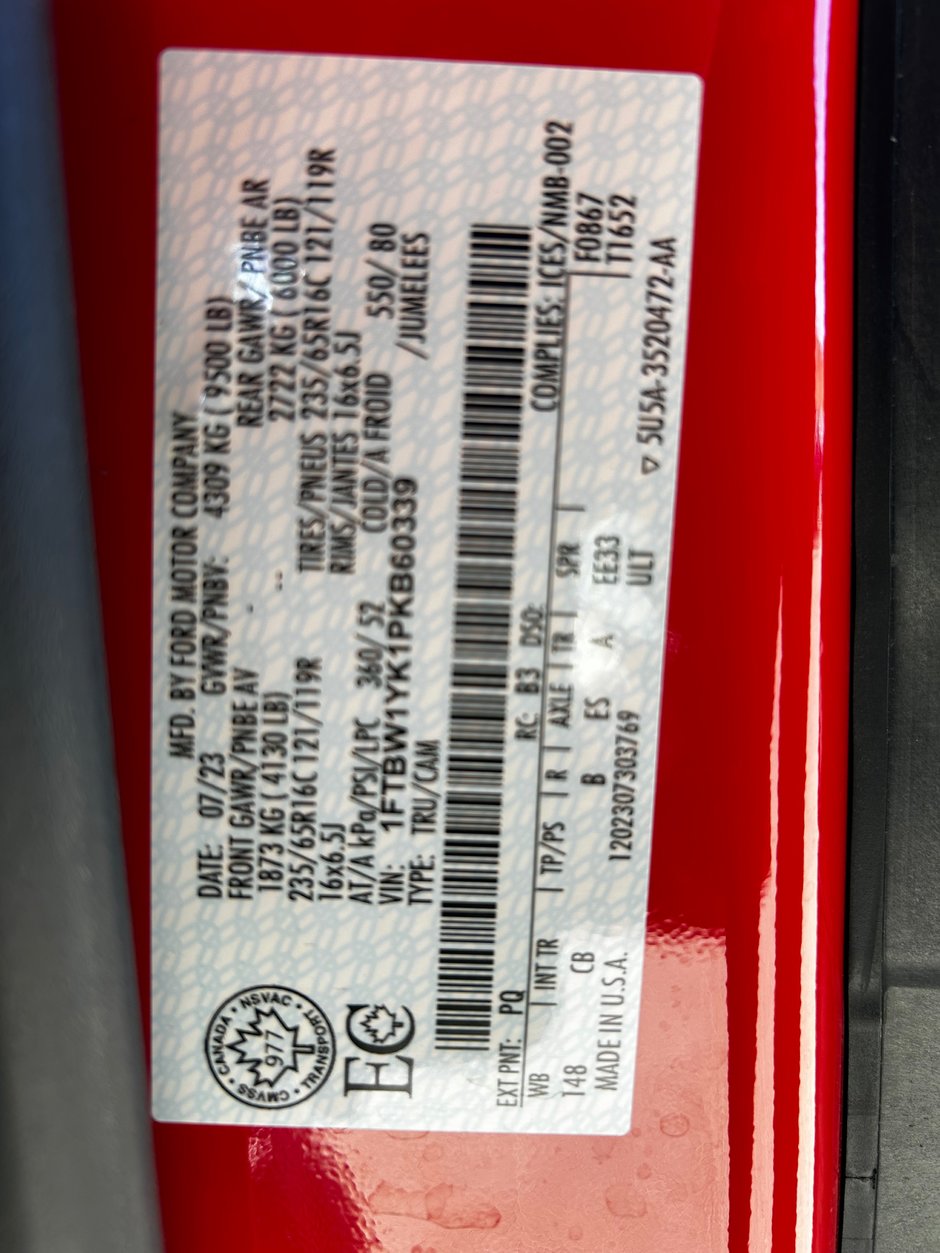 MFD. BY FORD MOTOR COMPANY
DATE: 07/23 GVWR/PNBV: 4309 KG ( 9500 LB)
FRONT GAWR/PNBE AV REAR GAWR/ PNBE AR
1873 KG ( 4130 LB) 2722 KG ( 6000 LB)
235/65R16C 121/119R TIRES/PNEUS 235/65R16C 121/119R
16x6.5J RIMS/JANTES 16x6.5J
AT/A kPa/PSI/LPC 360/ 52 COLD/A FROID 550/ 80
VIN: 1FTBW1YK1PKB60339 /JUMELEES
TYPE: TRU/CAM
CMVSS • CANADA • NSVAC • TRANSPORT •
977
EC
EXT PNT: PQ RC: B3 DSO: COMPLIES: ICES/NMB-002
WB | INT TR | TP/PS | R | AXLE | TR | SPR | F0867
148 CB B ES A EE33 | T1652
MADE IN U.S.A. 1202307303769 ULT
▽ 5U5A-3520472-AA